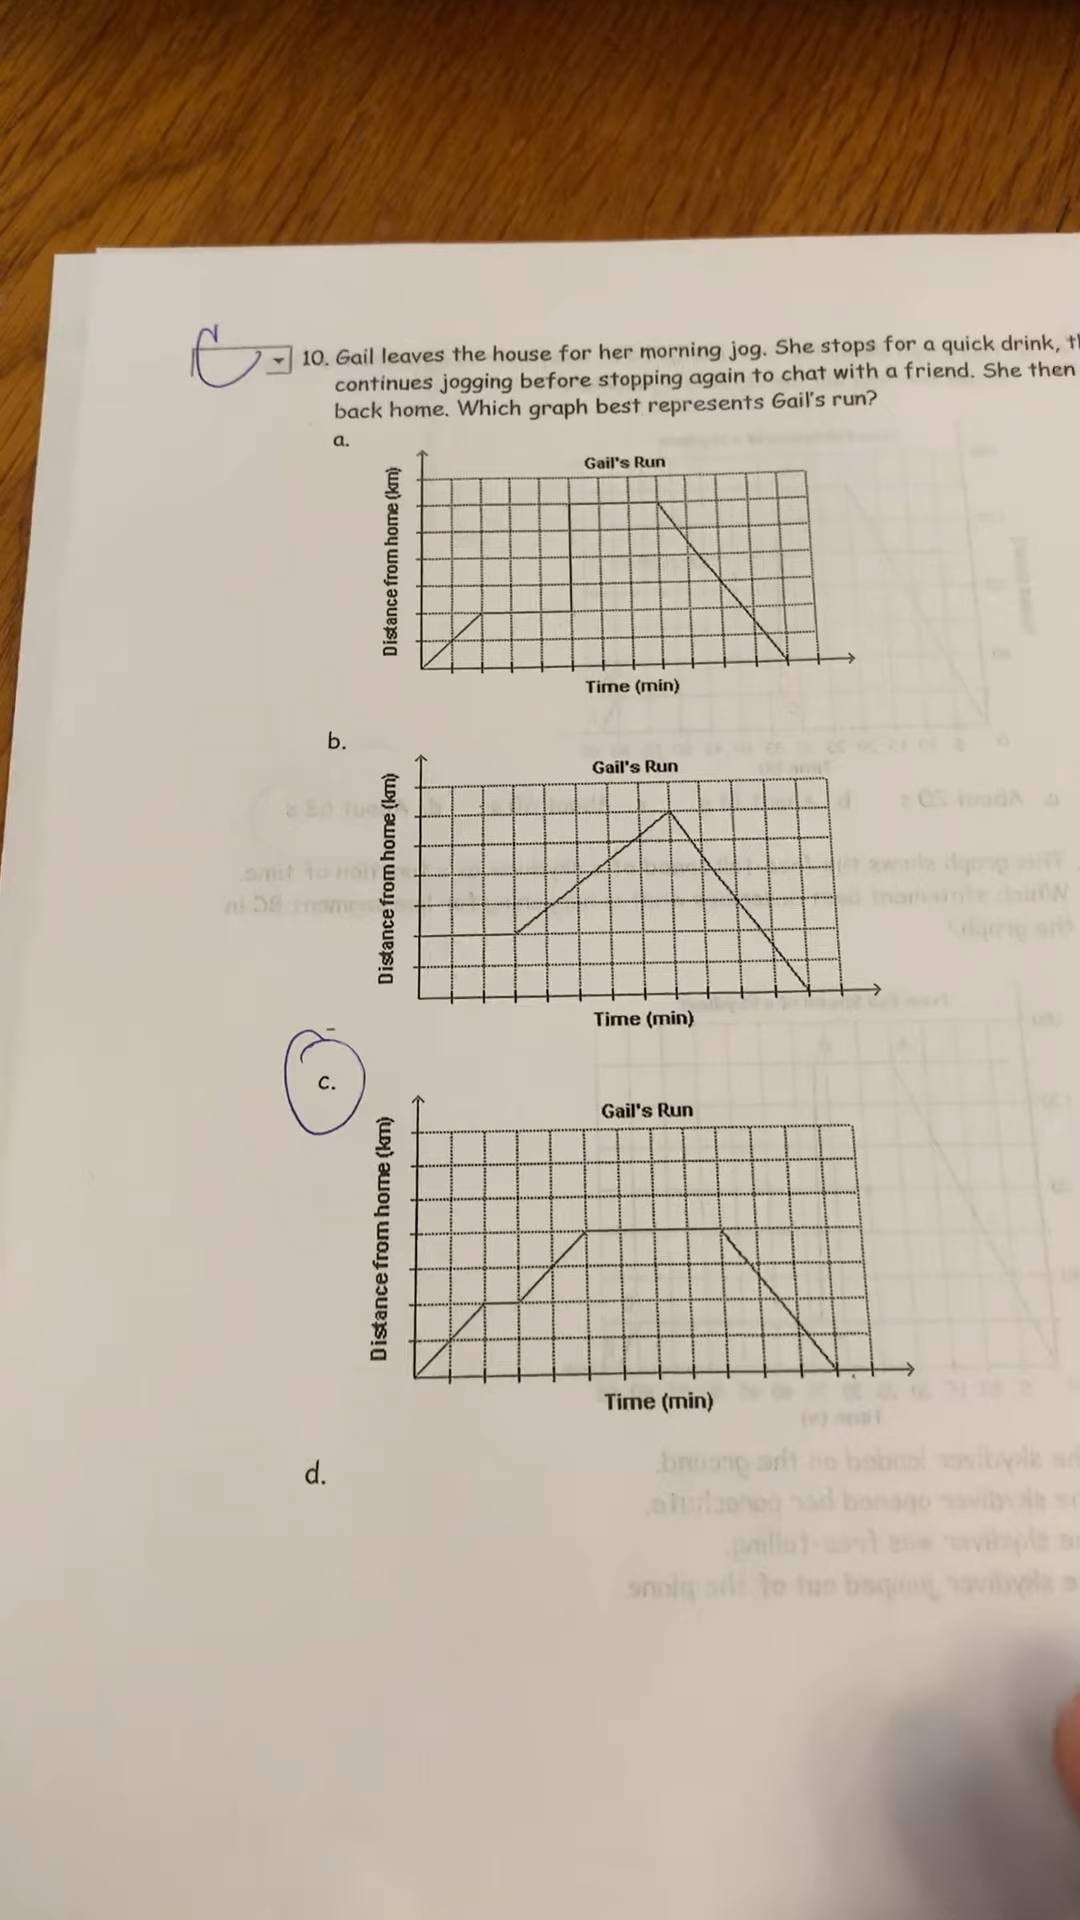 C
10. Gail leaves the house for her morning jog. She stops for a quick drink,
continues jogging before stopping again to chat with a friend. She then
back home. Which graph best represents Gail's run?
a.
Gail's Run
Distance from home (km)
Time (min)
b.
Gail's Run
Distance from home (km)
Time (min)
c.
Gail's Run
Distance from home (km)
Time (min)
d.